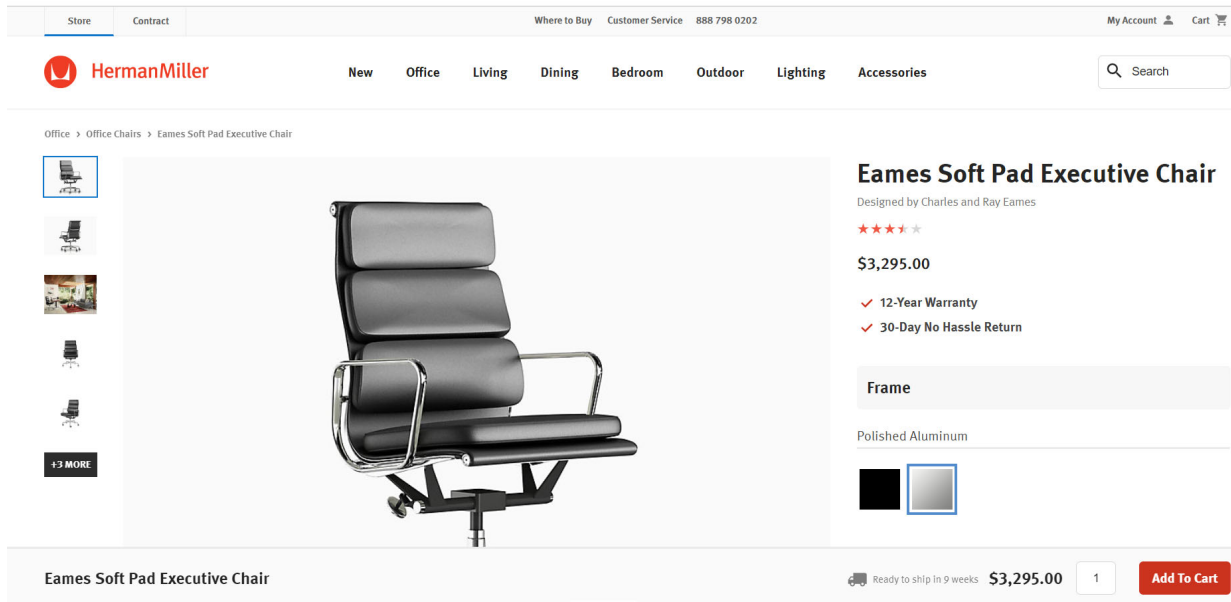 Store Contract Where to Buy Customer Service 888 798 0202 My Account Cart
HermanMiller New Office Living Dining Bedroom Outdoor Lighting Accessories Search
Office > Office Chairs > Eames Soft Pad Executive Chair
Eames Soft Pad Executive Chair
Designed by Charles and Ray Eames
$3,295.00
12-Year Warranty
30-Day No Hassle Return
Frame
Polished Aluminum
+3 MORE
Eames Soft Pad Executive Chair Ready to ship in 9 weeks $3,295.00 1 Add To Cart